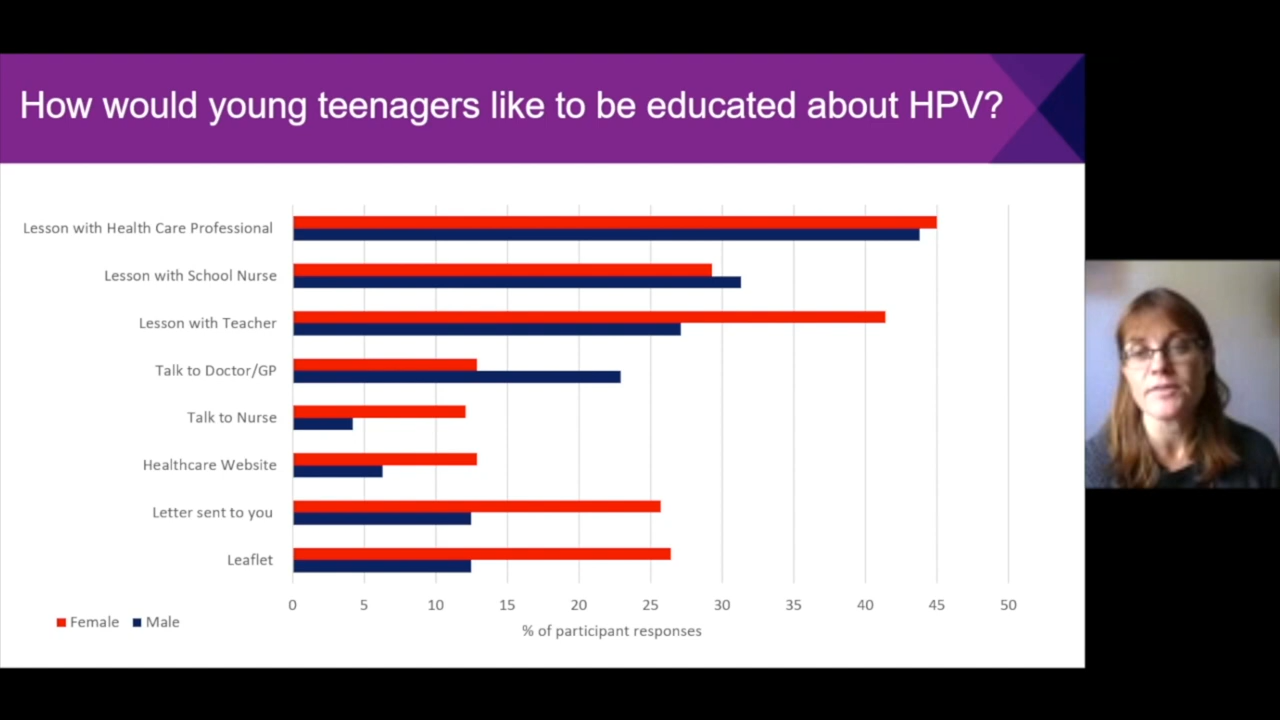 How would young teenagers like to be educated about HPV?
Lesson with Health Care Professional
Lesson with School Nurse
Lesson with Teacher
Talk to Doctor/GP
Talk to Nurse
Healthcare Website
Letter sent to you
Leaflet
0 5 10 15 20 25 30 35 40 45 50
Female Male
% of participant responses